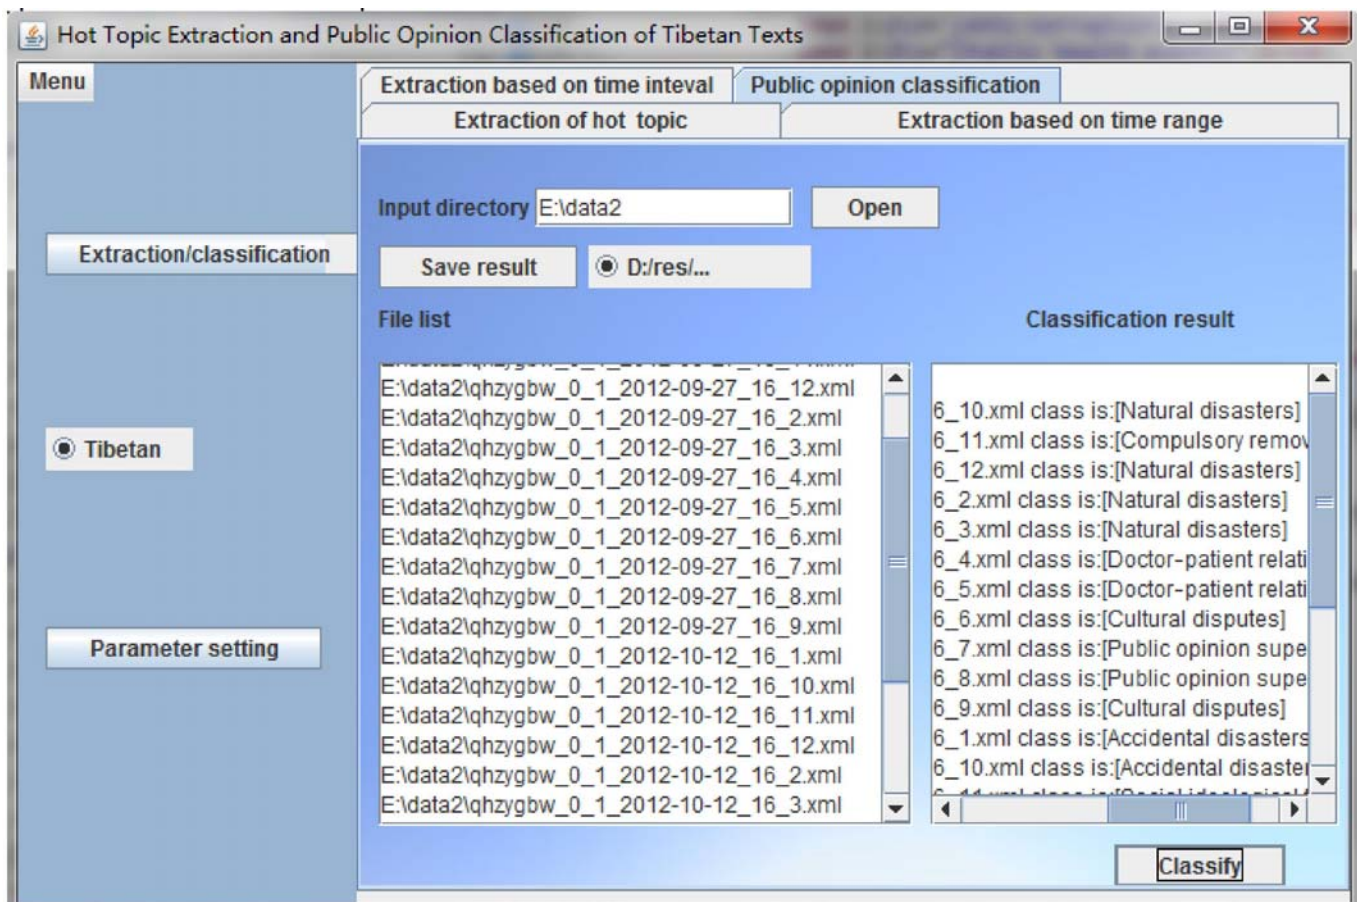 Hot Topic Extraction and Public Opinion Classification of Tibetan Texts
Menu
Extraction based on time inteval
Public opinion classification
Extraction of hot topic
Extraction based on time range
Input directory
E:\data2
Open
Extraction/classification
Save result
D:/res/...
File list
Classification result
E:\data2\qhzygbw_0_1_2012-09-27_16_12.xml
E:\data2\qhzygbw_0_1_2012-09-27_16_2.xml
E:\data2\qhzygbw_0_1_2012-09-27_16_3.xml
E:\data2\qhzygbw_0_1_2012-09-27_16_4.xml
E:\data2\qhzygbw_0_1_2012-09-27_16_5.xml
E:\data2\qhzygbw_0_1_2012-09-27_16_6.xml
E:\data2\qhzygbw_0_1_2012-09-27_16_7.xml
E:\data2\qhzygbw_0_1_2012-09-27_16_8.xml
E:\data2\qhzygbw_0_1_2012-09-27_16_9.xml
E:\data2\qhzygbw_0_1_2012-10-12_16_1.xml
E:\data2\qhzygbw_0_1_2012-10-12_16_10.xml
E:\data2\qhzygbw_0_1_2012-10-12_16_11.xml
E:\data2\qhzygbw_0_1_2012-10-12_16_12.xml
E:\data2\qhzygbw_0_1_2012-10-12_16_2.xml
E:\data2\qhzygbw_0_1_2012-10-12_16_3.xml
6_10.xml class is:[Natural disasters]
6_11.xml class is:[Compulsory remov
6_12.xml class is:[Natural disasters]
6_2.xml class is:[Natural disasters]
6_3.xml class is:[Natural disasters]
6_4.xml class is:[Doctor-patient relati
6_5.xml class is:[Doctor-patient relati
6_6.xml class is:[Cultural disputes]
6_7.xml class is:[Public opinion supe
6_8.xml class is:[Public opinion supe
6_9.xml class is:[Cultural disputes]
6_1.xml class is:[Accidental disasters
6_10.xml class is:[Accidental disaster
Tibetan
Parameter setting
Classify